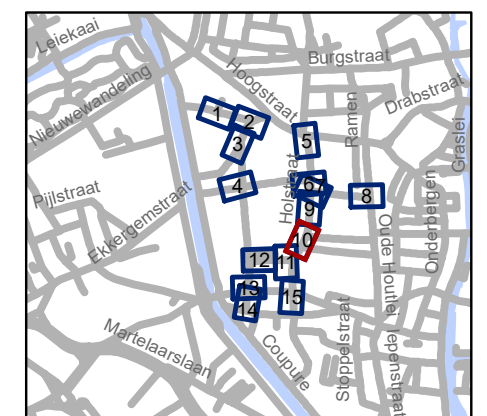 Leiekaai
Burgstraat
Hoogstraat
Nieuwewandeling
Drabstraat
Ramen
Graslei
1
2
3
5
4
6
7
8
Holstraat
9
Pijlstraat
Ekkergemstraat
Onderbergen
Oude Houtlei
10
12
11
13
14
15
Iepenstraat
Stoppelstraat
Martelaarslaan
Coupure